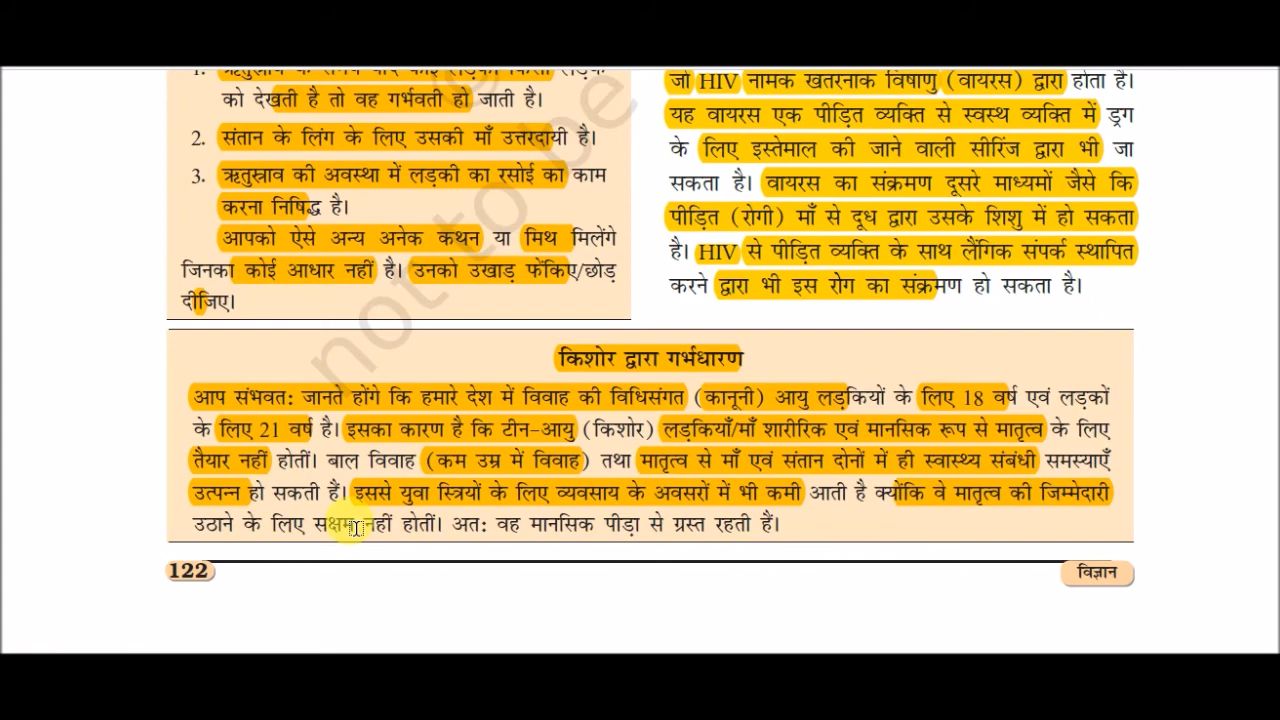 को देखती है तो वह गर्भवती हो जाती है।
2. संतान के लिंग के लिए उसकी माँ उत्तरदायी है।
3. ऋतुस्राव की अवस्था में लड़की का रसोई का काम
करना निषिद्ध है।
आपको ऐसे अन्य अनेक कथन या मिथ मिलेंगे
जिनका कोई आधार नहीं है। उनको उखाड़ फेंकिए/छोड़
दीजिए।
जो HIV नामक खतरनाक विषाणु (वायरस) द्वारा होता है।
यह वायरस एक पीड़ित व्यक्ति से स्वस्थ व्यक्ति में ड्रग
के लिए इस्तेमाल की जाने वाली सीरिंज द्वारा भी जा
सकता है। वायरस का संक्रमण दूसरे माध्यमों जैसे कि
पीड़ित (रोगी) माँ से दूध द्वारा उसके शिशु में हो सकता
है। HIV से पीड़ित व्यक्ति के साथ लैंगिक संपर्क स्थापित
करने द्वारा भी इस रोग का संक्रमण हो सकता है।
not to be
किशोर द्वारा गर्भधारण
आप संभवत: जानते होंगे कि हमारे देश में विवाह की विधिसंगत (कानूनी) आयु लड़कियों के लिए 18 वर्ष एवं लड़कों
के लिए 21 वर्ष है। इसका कारण है कि टीन-आयु (किशोर) लड़कियाँ/माँ शारीरिक एवं मानसिक रूप से मातृत्व के लिए
तैयार नहीं होतीं। बाल विवाह (कम उम्र में विवाह) तथा मातृत्व से माँ एवं संतान दोनों में ही स्वास्थ्य संबंधी समस्याएँ
उत्पन्न हो सकती हैं। इससे युवा स्त्रियों के लिए व्यवसाय के अवसरों में भी कमी आती है क्योंकि वे मातृत्व की जिम्मेदारी
उठाने के लिए सक्षम नहीं होतीं। अत: वह मानसिक पीड़ा से ग्रस्त रहती हैं।
122
विज्ञान